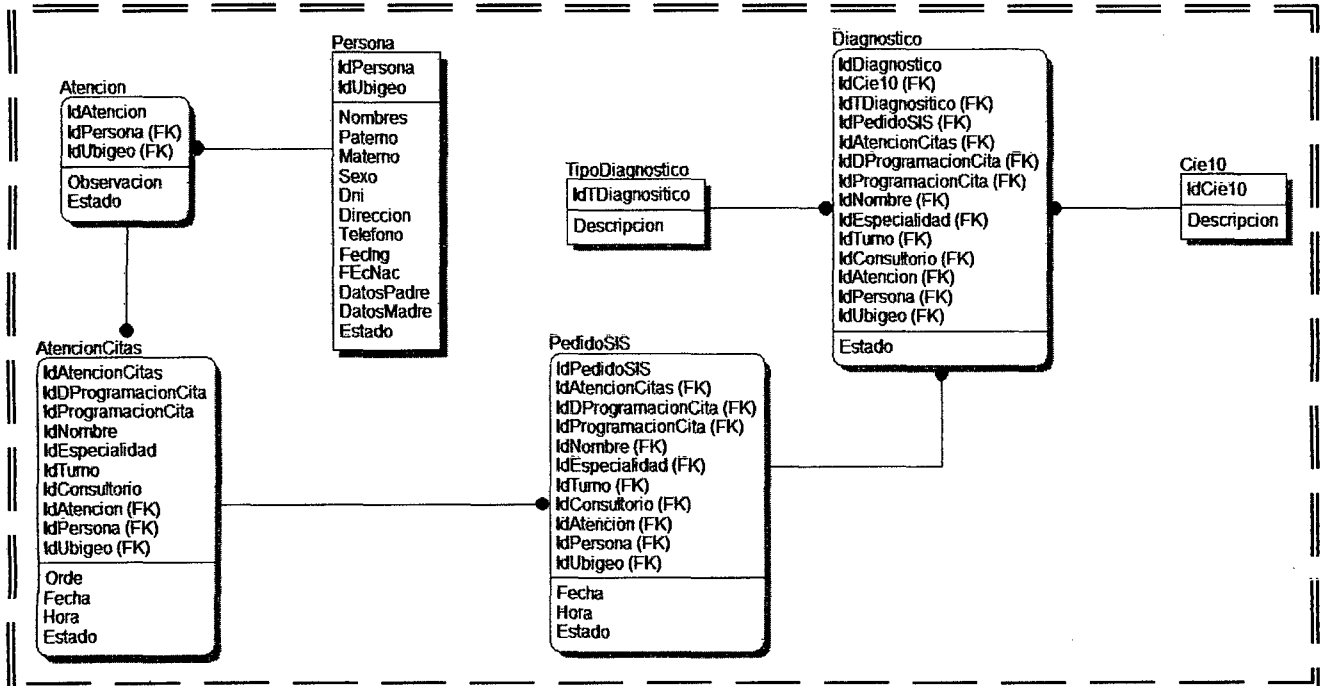 Persona
IdPersona
IdUbigeo
Nombres
Paterno
Materno
Sexo
Dni
Direccion
Telefono
FecIng
FEcNac
DatosPadre
DatosMadre
Estado
Atencion
IdAtencion
IdPersona (FK)
IdUbigeo (FK)
Observacion
Estado
Diagnostico
IdDiagnostico
IdCie10 (FK)
IdTDiagnositico (FK)
IdPedidoSIS (FK)
IdAtencionCitas (FK)
IdDProgramacionCita (FK)
IdProgramacionCita (FK)
IdNombre (FK)
IdEspecialidad (FK)
IdTurno (FK)
IdConsultorio (FK)
IdAtencion (FK)
IdPersona (FK)
IdUbigeo (FK)
Estado
TipoDiagnostico
IdTDiagnositico
Descripcion
Cie10
IdCie10
Descripcion
AtencionCitas
IdAtencionCitas
IdDProgramacionCita
IdProgramacionCita
IdNombre
IdEspecialidad
IdTurno
IdConsultorio
IdAtencion (FK)
IdPersona (FK)
IdUbigeo (FK)
Orde
Fecha
Hora
Estado
PedidoSIS
IdPedidoSIS
IdAtencionCitas (FK)
IdDProgramacionCita (FK)
IdProgramacionCita (FK)
IdNombre (FK)
IdEspecialidad (FK)
IdTurno (FK)
IdConsultorio (FK)
IdAtencion (FK)
IdPersona (FK)
IdUbigeo (FK)
Fecha
Hora
Estado